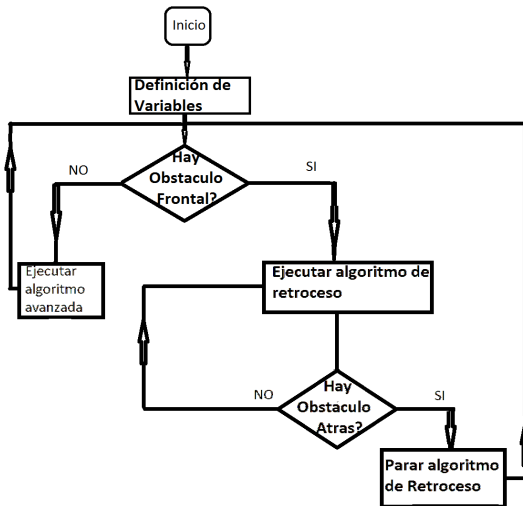 Inicio
Definición de
Variables
Hay
Obstaculo
Frontal?
NO
SI
Ejecutar
algoritmo
avanzada
Ejecutar algoritmo de
retroceso
Hay
Obstaculo
Atras?
NO
SI
Parar algoritmo
de Retroceso